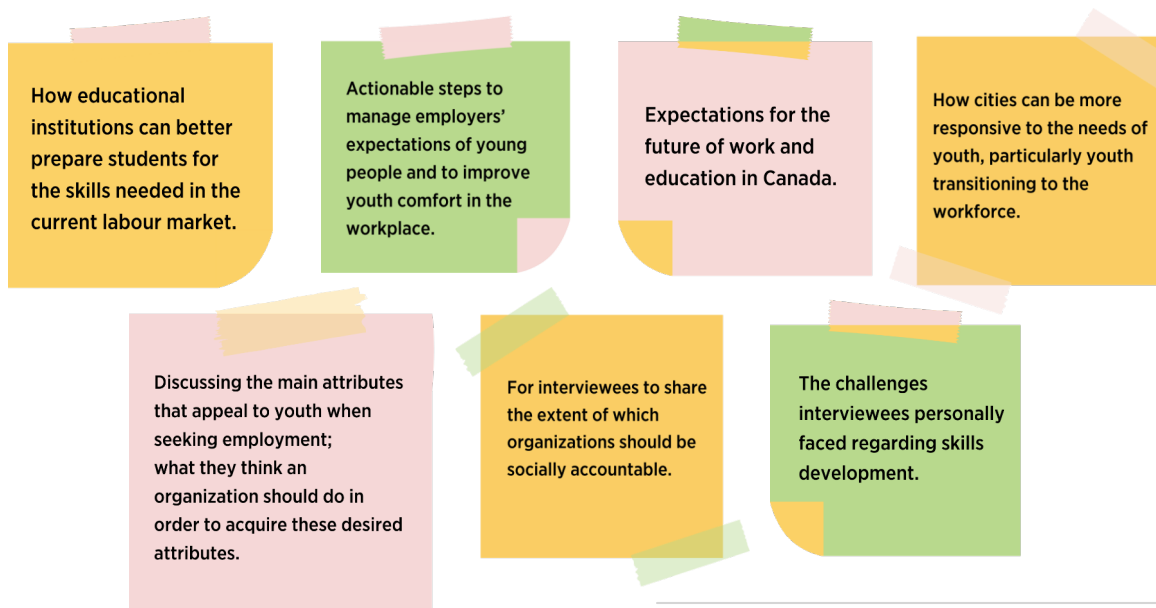 How educational
institutions can better
prepare students for
the skills needed in the
current labour market.
Actionable steps to
manage employers'
expectations of young
people and to improve
youth comfort in the
workplace.
Expectations for the
future of work and
education in Canada.
How cities can be more
responsive to the needs of
youth, particularly youth
transitioning to the
workforce.
Discussing the main attributes
that appeal to youth when
seeking employment;
what they think an
organization should do in
order to acquire these desired
attributes.
For interviewees to share
the extent of which
organizations should be
socially accountable.
The challenges
interviewees personally
faced regarding skills
development.